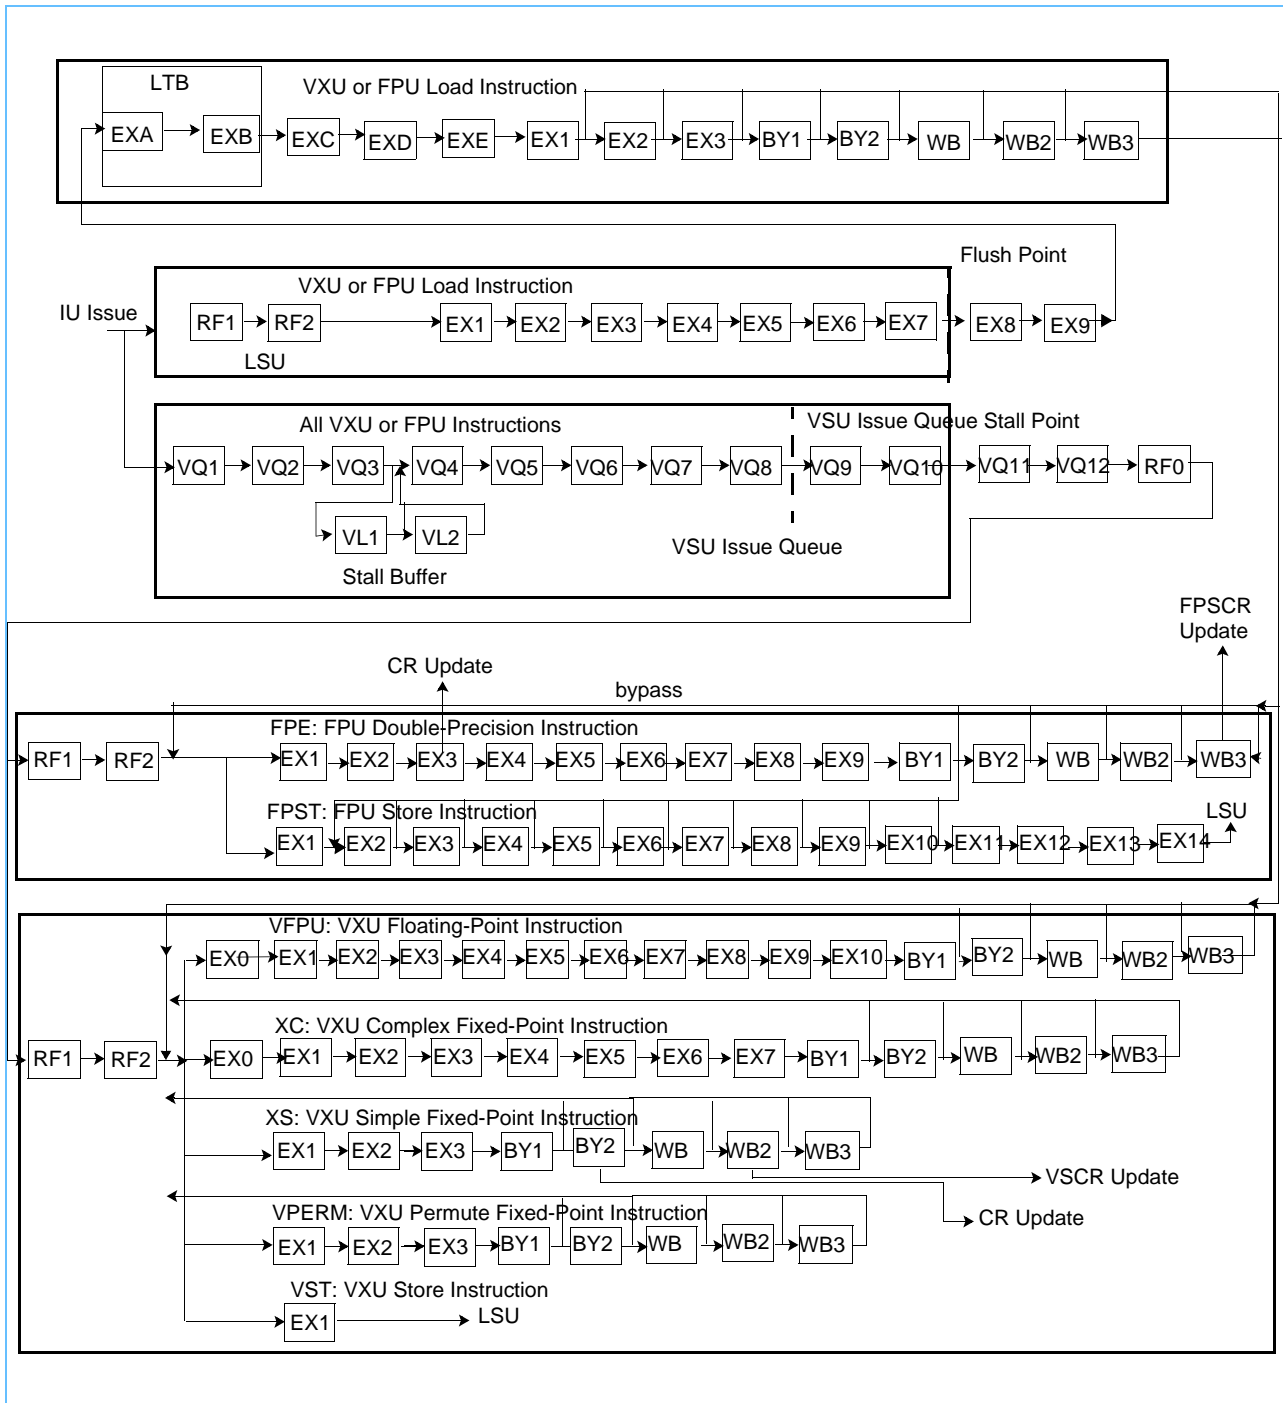 LTB
VXU or FPU Load Instruction
EXA EXB EXC EXD EXE EX1 EX2 EX3 BY1 BY2 WB WB2 WB3
Flush Point
VXU or FPU Load Instruction
IU Issue
RF1 RF2 EX1 EX2 EX3 EX4 EX5 EX6 EX7 EX8 EX9
LSU
All VXU or FPU Instructions
VSU Issue Queue Stall Point
VQ1 VQ2 VQ3 VQ4 VQ5 VQ6 VQ7 VQ8 VQ9 VQ10 VQ11 VQ12 RF0
VL1 VL2
VSU Issue Queue
Stall Buffer
FPSCR
Update
CR Update
bypass
FPE: FPU Double-Precision Instruction
RF1 RF2 EX1 EX2 EX3 EX4 EX5 EX6 EX7 EX8 EX9 BY1 BY2 WB WB2 WB3
FPST: FPU Store Instruction
LSU
EX1 EX2 EX3 EX4 EX5 EX6 EX7 EX8 EX9 EX10 EX11 EX12 EX13 EX14
VFPU: VXU Floating-Point Instruction
EX0 EX1 EX2 EX3 EX4 EX5 EX6 EX7 EX8 EX9 EX10 BY1 BY2 WB WB2 WB3
XC: VXU Complex Fixed-Point Instruction
RF1 RF2 EX0 EX1 EX2 EX3 EX4 EX5 EX6 EX7 BY1 BY2 WB WB2 WB3
XS: VXU Simple Fixed-Point Instruction
EX1 EX2 EX3 BY1 BY2 WB WB2 WB3
VSCR Update
VPERM: VXU Permute Fixed-Point Instruction
CR Update
EX1 EX2 EX3 BY1 BY2 WB WB2 WB3
VST: VXU Store Instruction
EX1 LSU